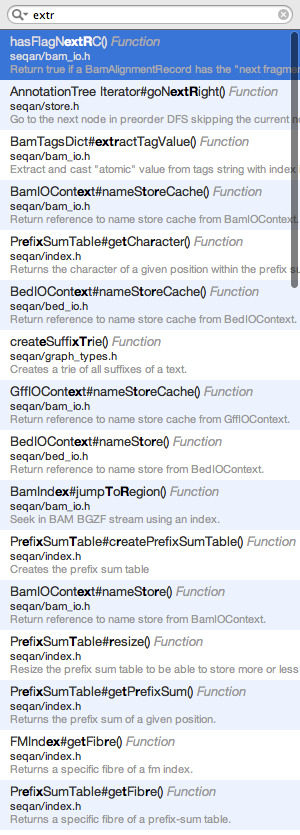 extr
hasFlagNextRC() Function
seqan/bam_io.h
Return true if a BamAlignmentRecord has the "next fragmen
AnnotationTree Iterator#goNextRight() Function
seqan/store.h
Go to the next node in preorder DFS skipping the current n
BamTagsDict#extractTagValue() Function
seqan/bam_io.h
Extract and cast "atomic" value from tags string with index
BamIOContext#nameStoreCache() Function
seqan/bam_io.h
Return reference to name store cache from BamIOContext.
PrefixSumTable#getCharacter() Function
seqan/index.h
Returns the character of a given position within the prefix su
BedIOContext#nameStoreCache() Function
seqan/bed_io.h
Return reference to name store cache from BedIOContext.
createSuffixTrie() Function
seqan/graph_types.h
Creates a trie of all suffixes of a text.
GffIOContext#nameStoreCache() Function
seqan/bam_io.h
Return reference to name store cache from GffIOContext.
BedIOContext#nameStore() Function
seqan/bed_io.h
Return reference to name store from BedIOContext.
BamIndex#jumpToRegion() Function
seqan/bam_io.h
Seek in BAM BGZF stream using an index.
PrefixSumTable#createPrefixSumTable() Function
seqan/index.h
Creates the prefix sum table
BamIOContext#nameStore() Function
seqan/bam_io.h
Return reference to name store from BamIOContext.
PrefixSumTable#resize() Function
seqan/index.h
Resize the prefix sum table to be able to store more or less
PrefixSumTable#getPrefixSum() Function
seqan/index.h
Returns the prefix sum of a given position.
FMIndex#getFibre() Function
seqan/index.h
Returns a specific fibre of a fm index.
PrefixSumTable#getFibre() Function
seqan/index.h
Returns a specific fibre of a prefix-sum table.